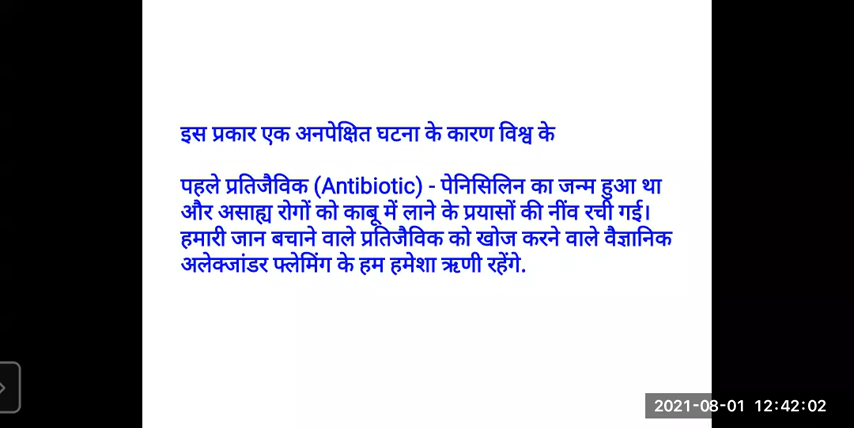 इस प्रकार एक अनपेक्षित घटना के कारण विश्व के
पहले प्रतिजैविक (Antibiotic) - पेनिसिलिन का जन्म हुआ था
और असाह्य रोगों को काबू में लाने के प्रयासों की नींव रची गई।
हमारी जान बचाने वाले प्रतिजैविक को खोज करने वाले वैज्ञानिक
अलेक्जांडर फ्लेमिंग के हम हमेशा ऋणी रहेंगे.
2021-08-01 12:42:02